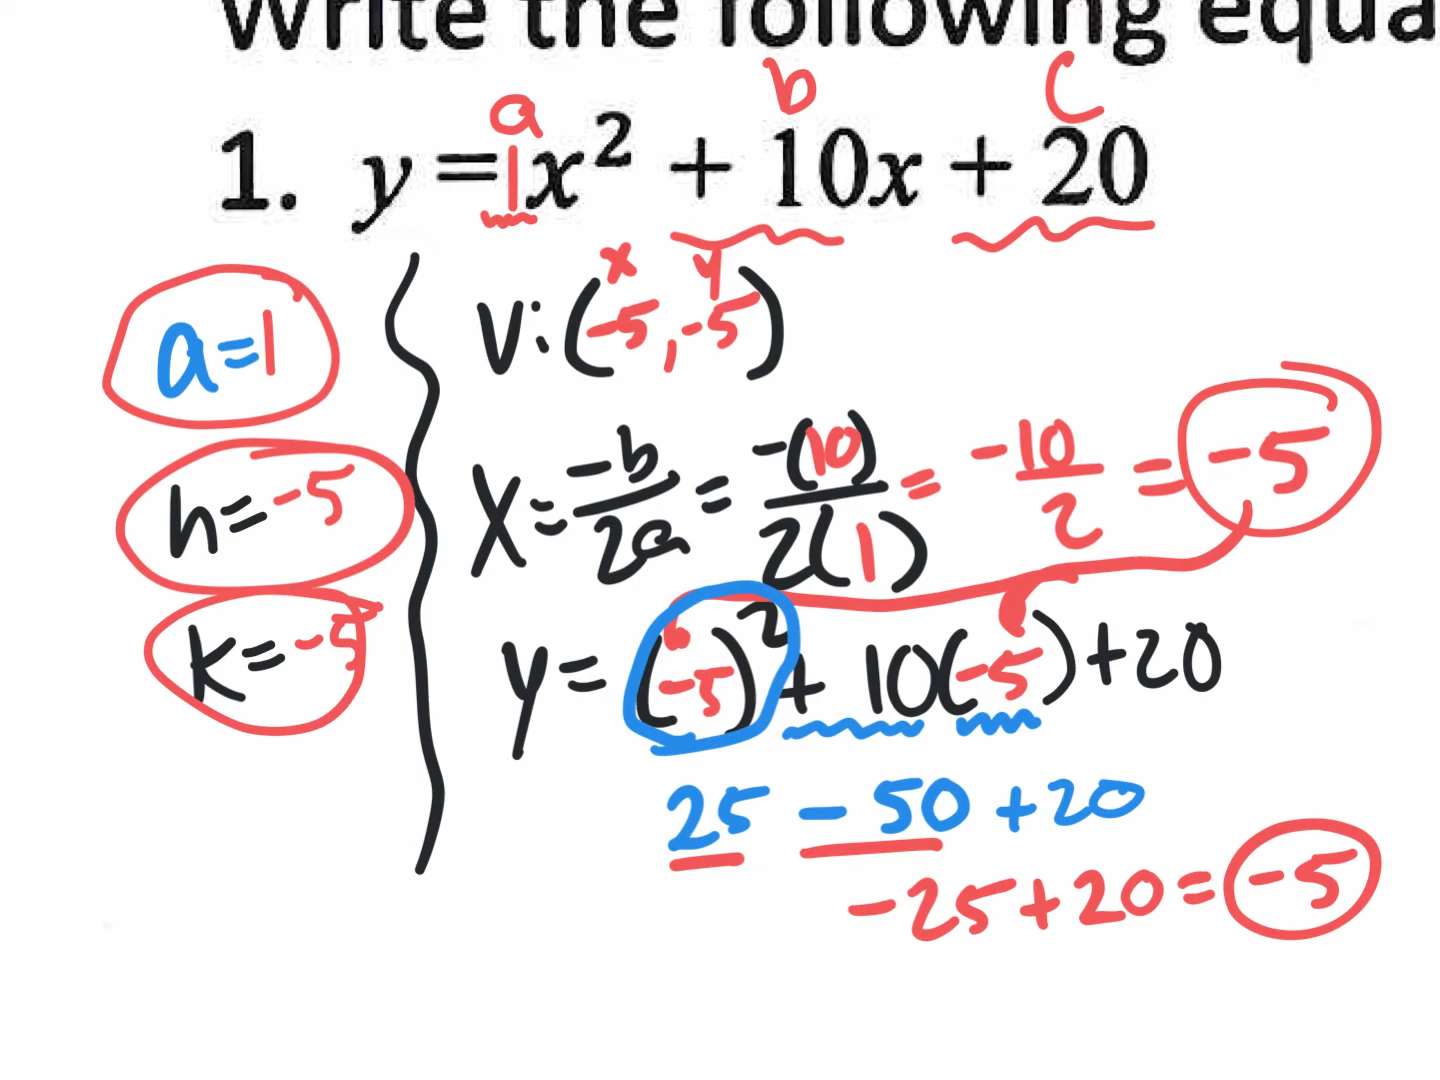 Write the following equa
a b c
1. y = 1x² + 10x + 20
x y
a=1
V: (-5, -5)
h=-5
X = -b/2a = -(10)/2(1) = -10/2 = -5
k=-5
y = (-5)² + 10(-5) + 20
25 - 50 + 20
-25 + 20 = -5